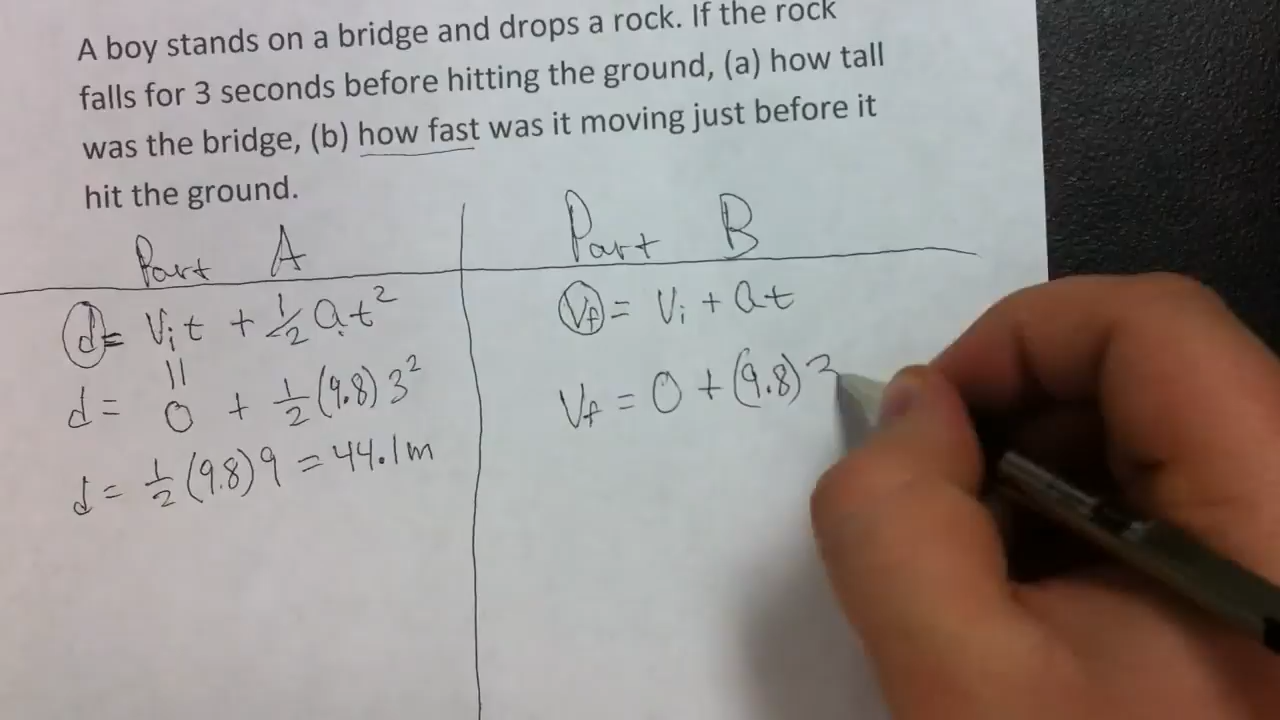 A boy stands on a bridge and drops a rock. If the rock
falls for 3 seconds before hitting the ground, (a) how tall
was the bridge, (b) how fast was it moving just before it
hit the ground.
Part A
d = Vit + 1/2 at²
||
d = 0 + 1/2 (9.8) 3²
d = 1/2 (9.8) 9 = 44.1m
Part B
Vf = Vi + at
Vf = 0 + (9.8) 3